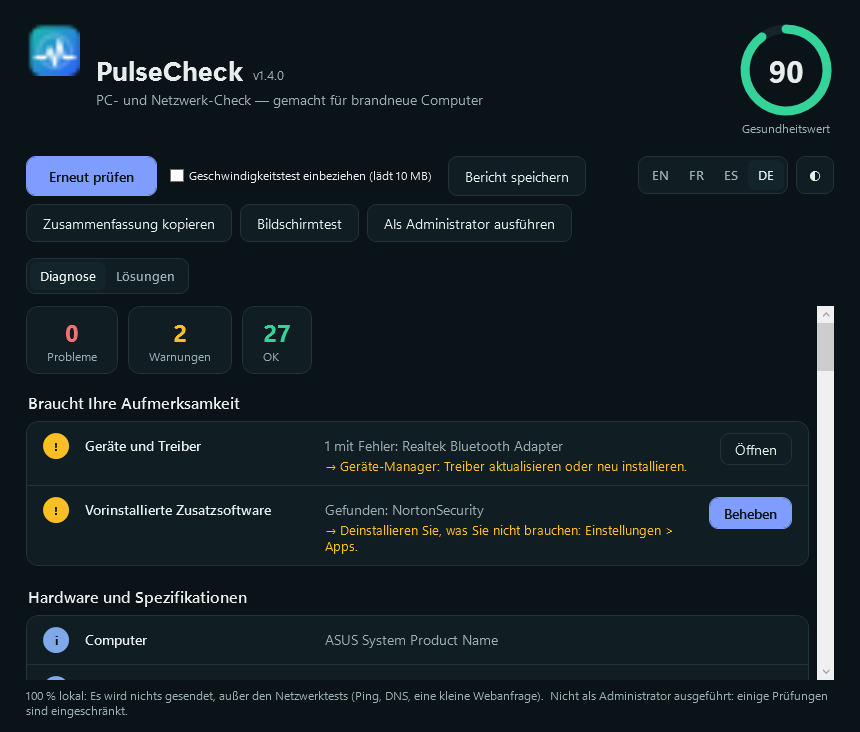 PulseCheck v1.4.0
PC- und Netzwerk-Check — gemacht für brandneue Computer
90
Gesundheitswert
Erneut prüfen
Geschwindigkeitstest einbeziehen (lädt 10 MB)
Bericht speichern
EN FR ES DE
Zusammenfassung kopieren
Bildschirmtest
Als Administrator ausführen
Diagnose
Lösungen
0
Probleme
2
Warnungen
27
OK
Braucht Ihre Aufmerksamkeit
!
Geräte und Treiber
1 mit Fehler: Realtek Bluetooth Adapter
→ Geräte-Manager: Treiber aktualisieren oder neu installieren.
Öffnen
!
Vorinstallierte Zusatzsoftware
Gefunden: NortonSecurity
→ Deinstallieren Sie, was Sie nicht brauchen: Einstellungen >
Apps.
Beheben
Hardware und Spezifikationen
i
Computer
ASUS System Product Name
100 % lokal: Es wird nichts gesendet, außer den Netzwerktests (Ping, DNS, eine kleine Webanfrage). Nicht als Administrator ausgeführt: einige Prüfungen
sind eingeschränkt.